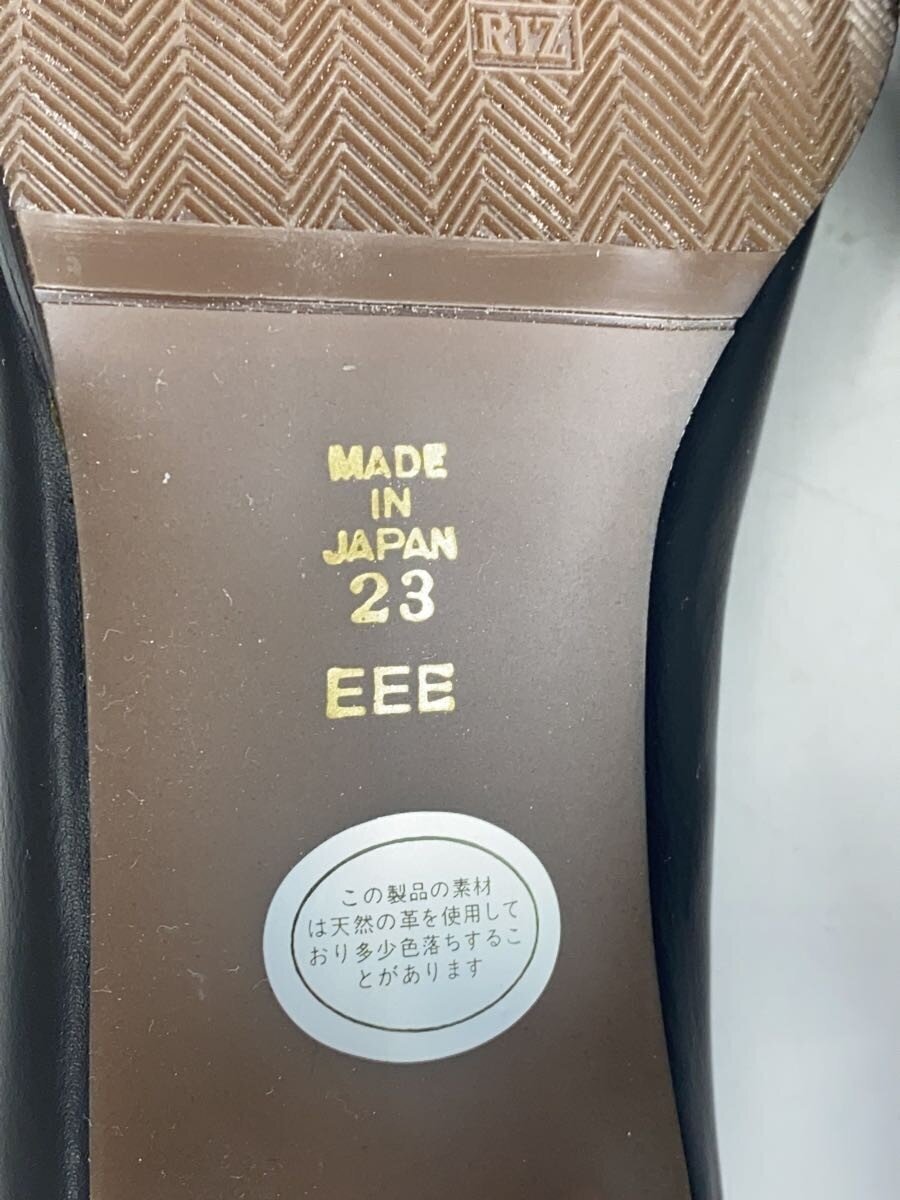 RIZ
MADE
IN
JAPAN
23
EEE
この製品の素材
は天然の革を使用して
おり多少色落ちするこ
とがあります